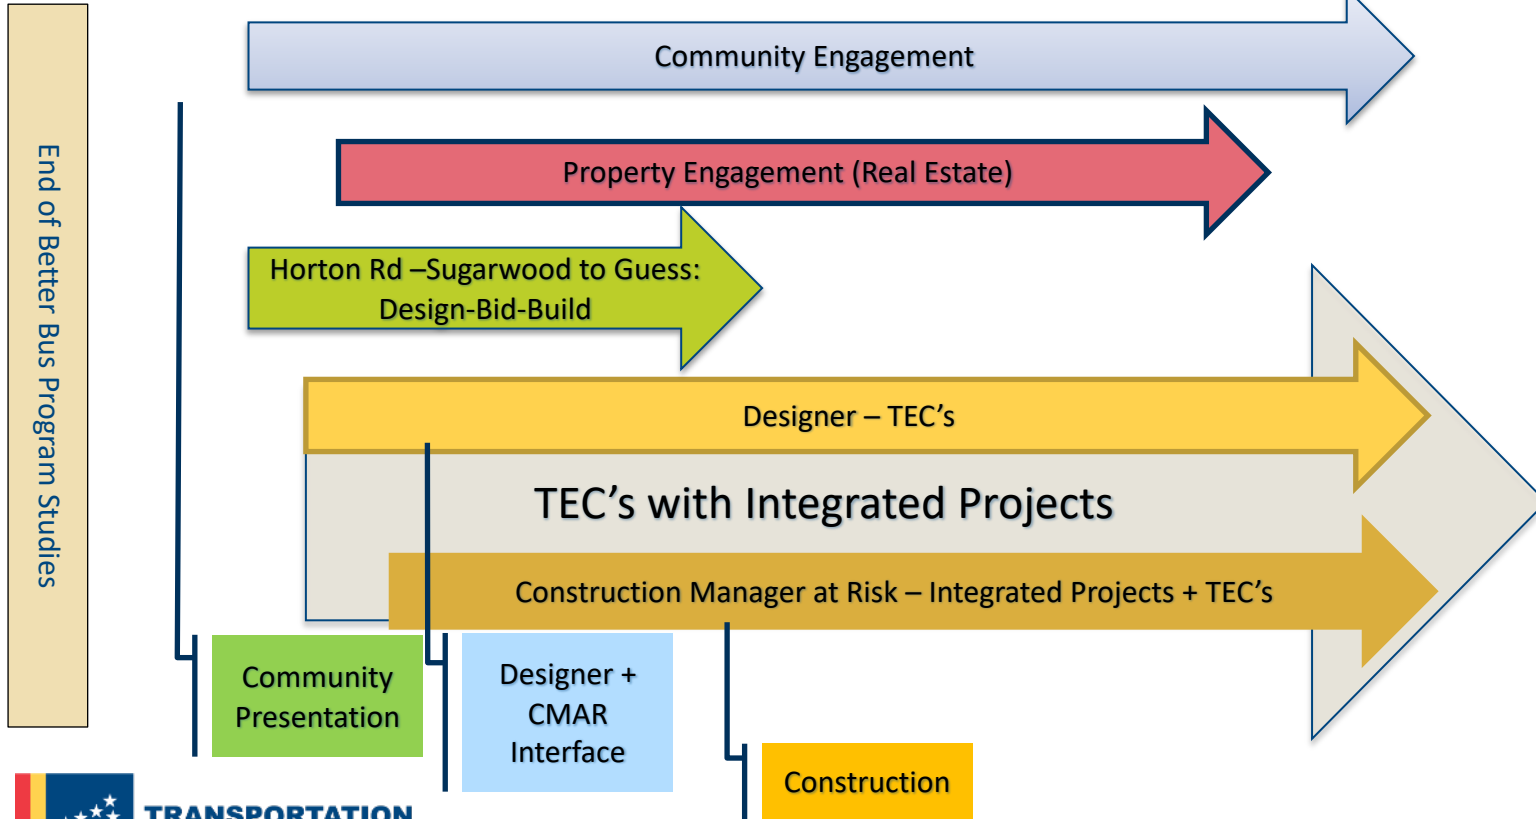 End of Better Bus Program Studies
Community Engagement
Property Engagement (Real Estate)
Horton Rd –Sugarwood to Guess:
Design-Bid-Build
Designer – TEC’s
TEC’s with Integrated Projects
Construction Manager at Risk – Integrated Projects + TEC’s
Community
Presentation
Designer +
CMAR
Interface
Construction
TRANSPORTATION